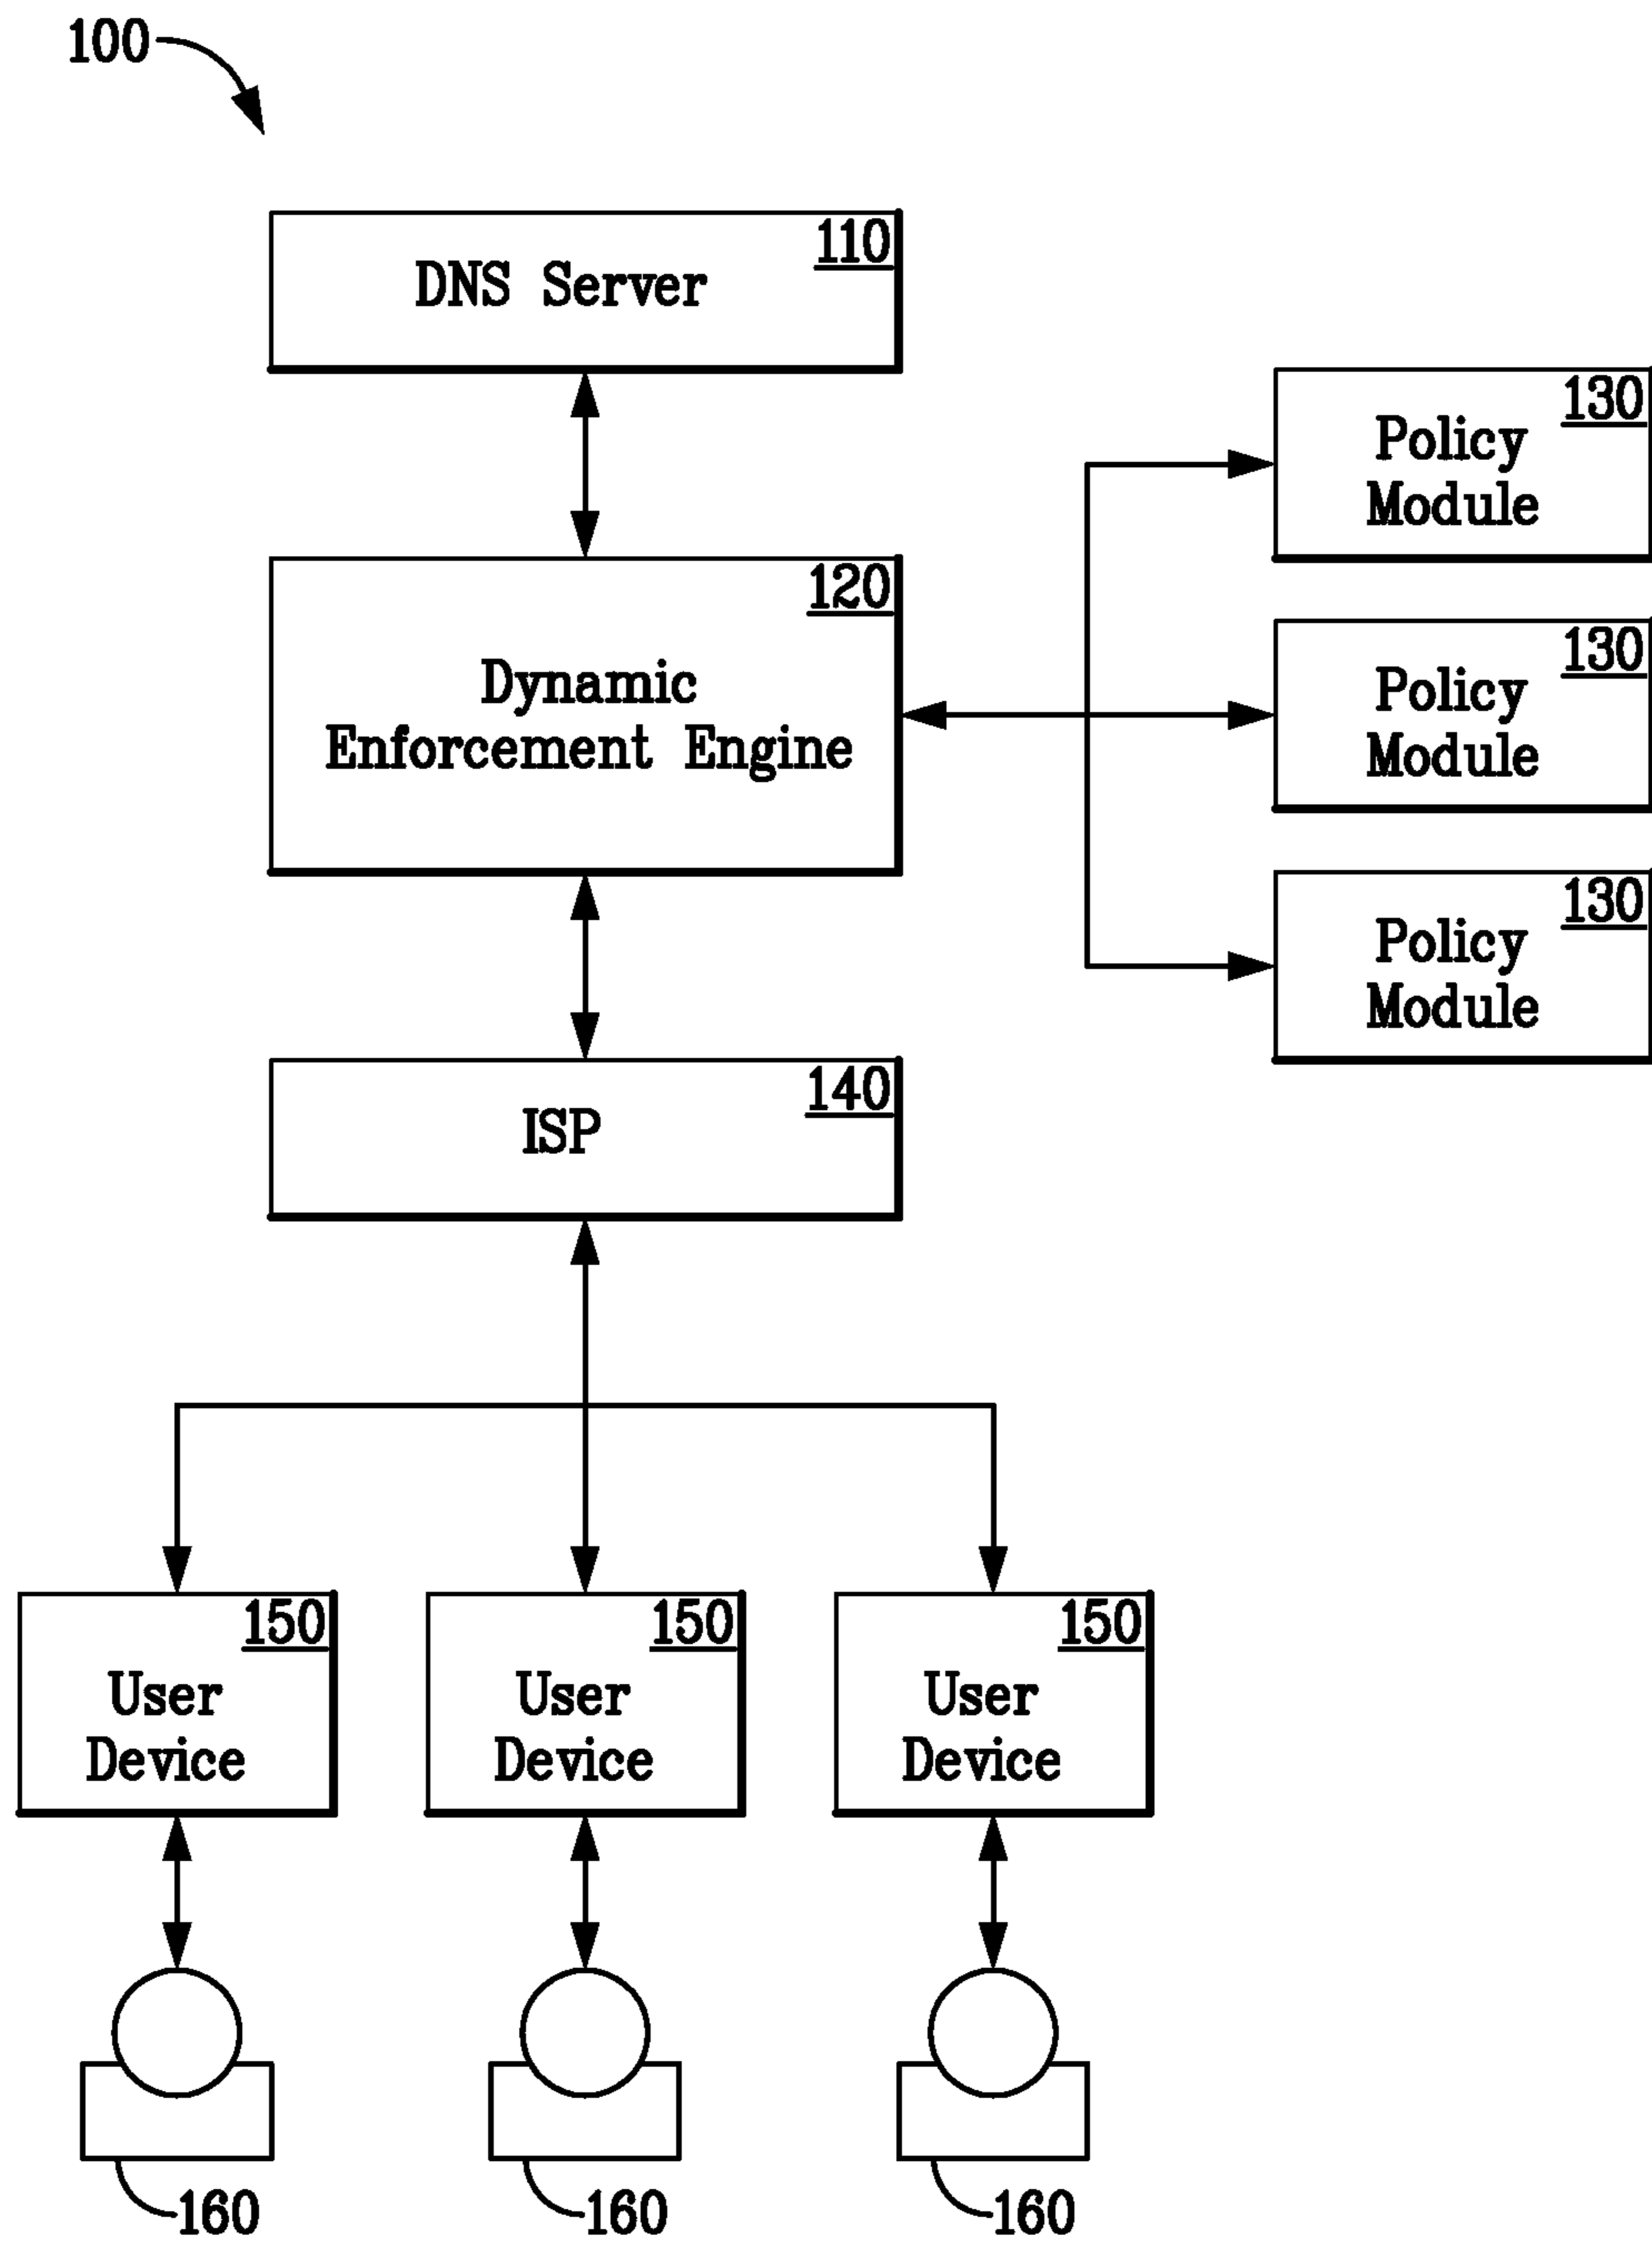 100
110
DNS Server
130
Policy
Module
120
Dynamic
Enforcement Engine
130
Policy
Module
130
Policy
Module
140
ISP
150
User
Device
150
User
Device
150
User
Device
160
160
160